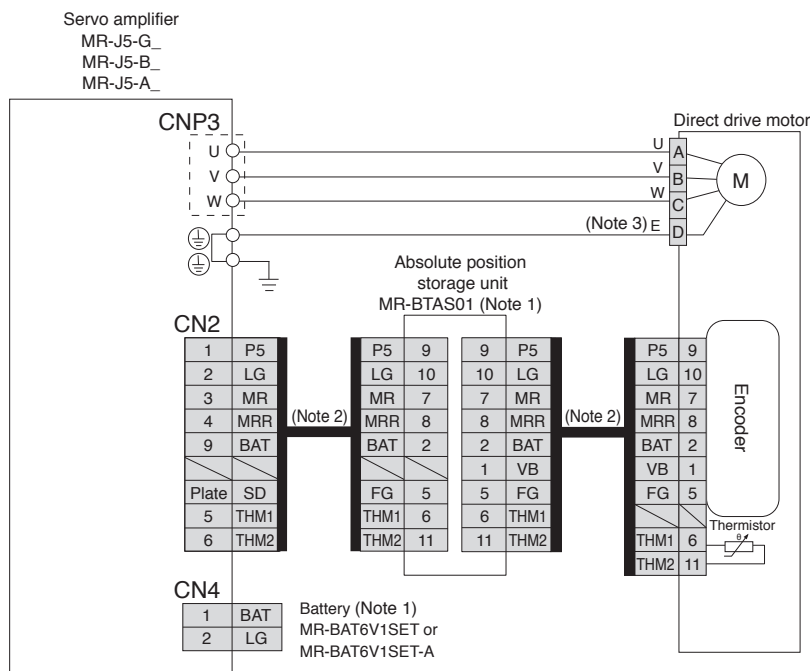 Servo amplifier
MR-J5-G_
MR-J5-B_
MR-J5-A_
CNP3
U
V
W
Direct drive motor
U A
V B
W C
(Note 3) E D
M
Absolute position
storage unit
MR-BTAS01 (Note 1)
CN2
1 P5
2 LG
3 MR
4 MRR
9 BAT
Plate SD
5 THM1
6 THM2
(Note 2)
P5 9
LG 10
MR 7
MRR 8
BAT 2
FG 5
THM1 6
THM2 11
9 P5
10 LG
7 MR
8 MRR
2 BAT
1 VB
5 FG
6 THM1
11 THM2
(Note 2)
P5 9
LG 10
MR 7
MRR 8
BAT 2
VB 1
FG 5
THM1 6
THM2 11
Encoder
Thermistor
θ
CN4
1 BAT
2 LG
Battery (Note 1)
MR-BAT6V1SET or
MR-BAT6V1SET-A